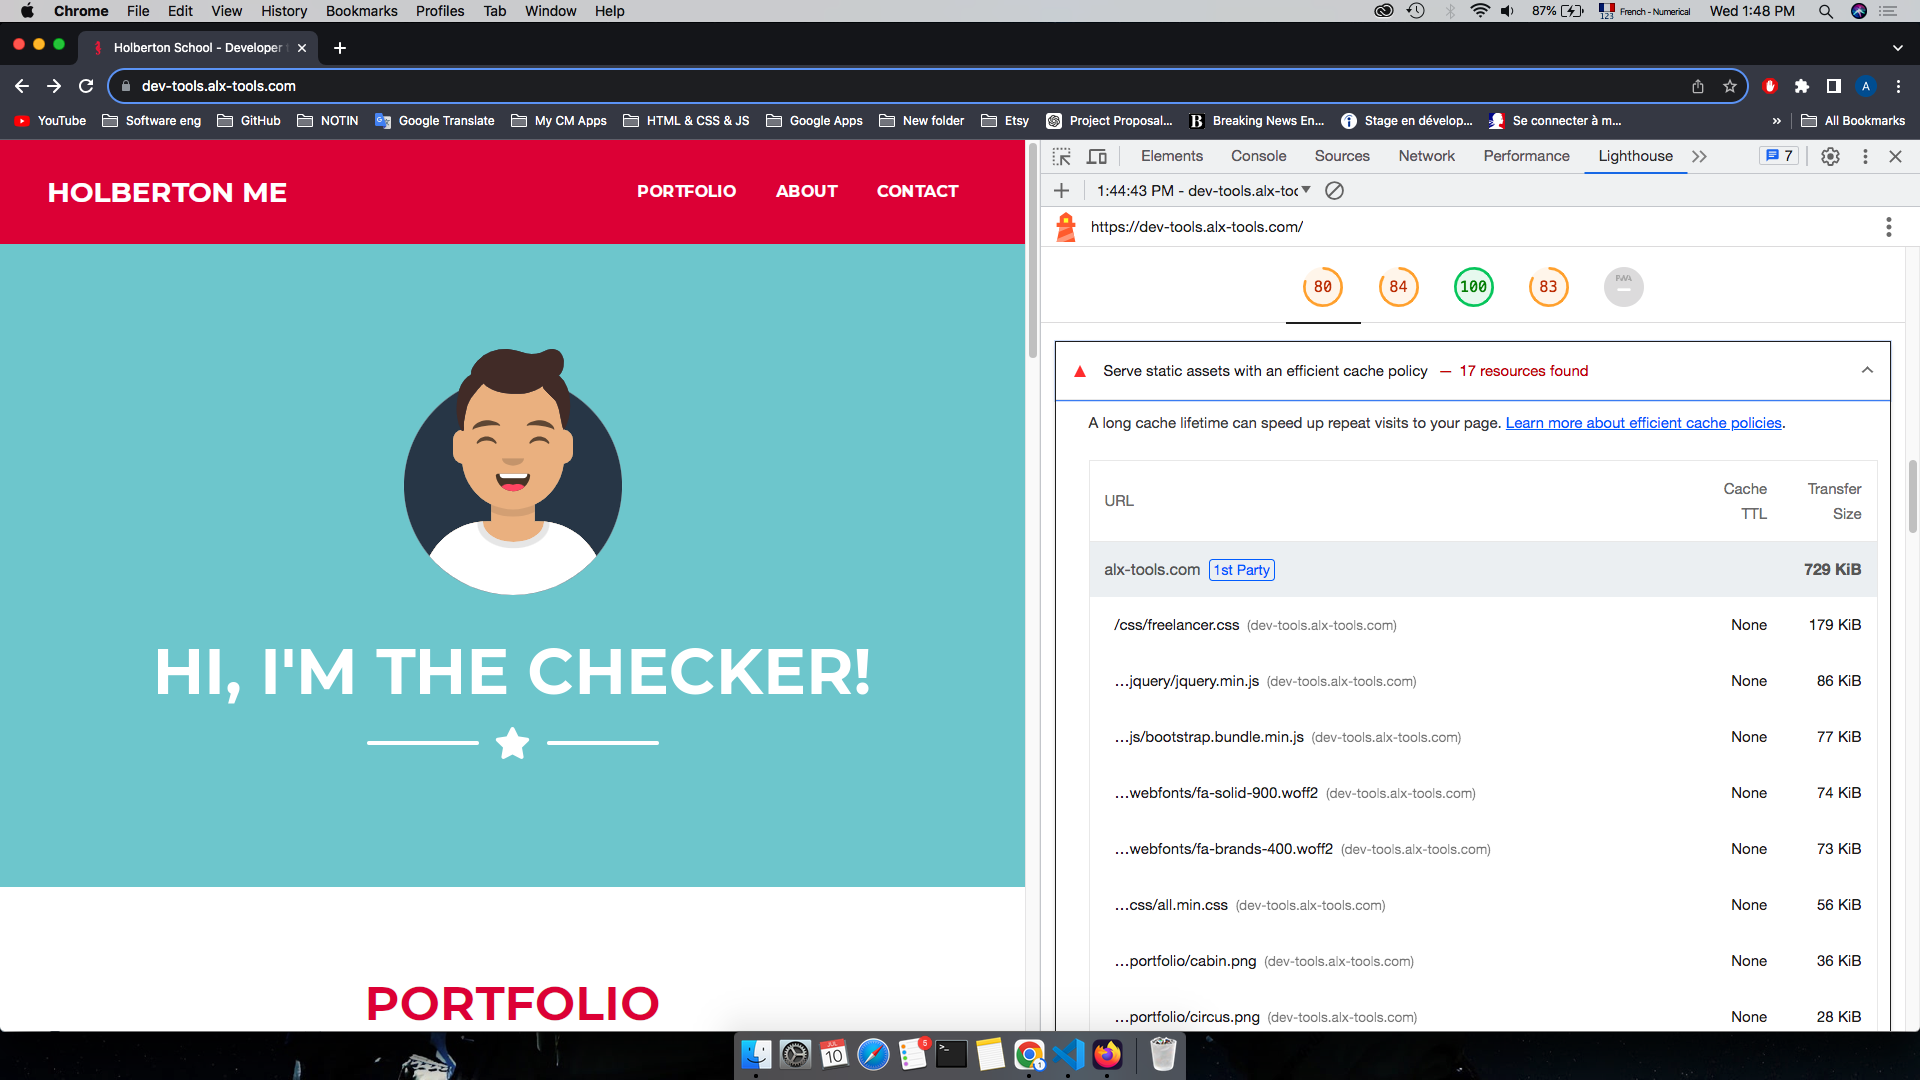 Chrome File Edit View History Bookmarks Profiles Tab Window Help
87% 123 French - Numerical Wed 1:48 PM
Holberton School - Developer
dev-tools.alx-tools.com
A
YouTube Software eng GitHub NOTIN Google Translate My CM Apps HTML & CSS & JS Google Apps New folder Etsy Project Proposal... B Breaking News En... Stage en dévelop... Se connecter à m... » All Bookmarks
HOLBERTON ME
PORTFOLIO ABOUT CONTACT
HI, I'M THE CHECKER!
PORTFOLIO
Elements Console Sources Network Performance Lighthouse 7
1:44:43 PM - dev-tools.alx-toc
https://dev-tools.alx-tools.com/
80 84 100 83 PWA
Serve static assets with an efficient cache policy — 17 resources found
A long cache lifetime can speed up repeat visits to your page. Learn more about efficient cache policies.
URL Cache TTL Transfer Size
alx-tools.com 1st Party 729 KiB
/css/freelancer.css (dev-tools.alx-tools.com) None 179 KiB
…jquery/jquery.min.js (dev-tools.alx-tools.com) None 86 KiB
…js/bootstrap.bundle.min.js (dev-tools.alx-tools.com) None 77 KiB
…webfonts/fa-solid-900.woff2 (dev-tools.alx-tools.com) None 74 KiB
…webfonts/fa-brands-400.woff2 (dev-tools.alx-tools.com) None 73 KiB
…css/all.min.css (dev-tools.alx-tools.com) None 56 KiB
…portfolio/cabin.png (dev-tools.alx-tools.com) None 36 KiB
…portfolio/circus.png (dev-tools.alx-tools.com) None 28 KiB
JUL
10
5
1